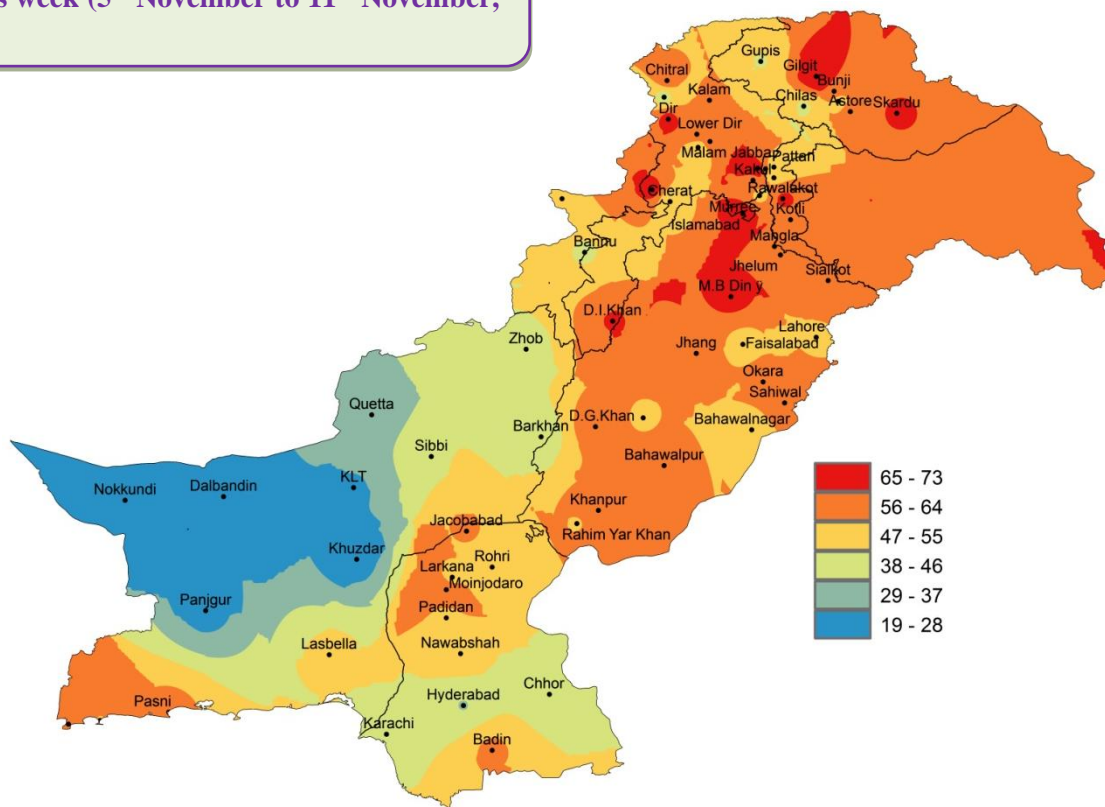 week (5th November to 11th November,
Gupis
Gilgit
Chitral
Bunji
Kalam
Chilas
Astore
Skardu
Dir
Lower Dir
Malam Jabbar
Pattan
Kakul
Cherat
Rawalakot
Murree
Kotli
Islamabad
Mangla
Bannu
Jhelum
Sialkot
M.B Din ÿ
D.I.Khan
Lahore
Zhob
Jhang
Faisalabad
Okara
Sahiwal
Quetta
D.G.Khan
Bahawalnagar
Barkhan
Sibbi
Bahawalpur
KLT
Nokkundi
Dalbandin
Khanpur
Jacobabad
Rahim Yar Khan
Khuzdar
Rohri
Larkana
Moinjodaro
Panjgur
Padidan
Lasbella
Nawabshah
Pasni
Hyderabad
Chhor
Karachi
Badin
65 - 73
56 - 64
47 - 55
38 - 46
29 - 37
19 - 28